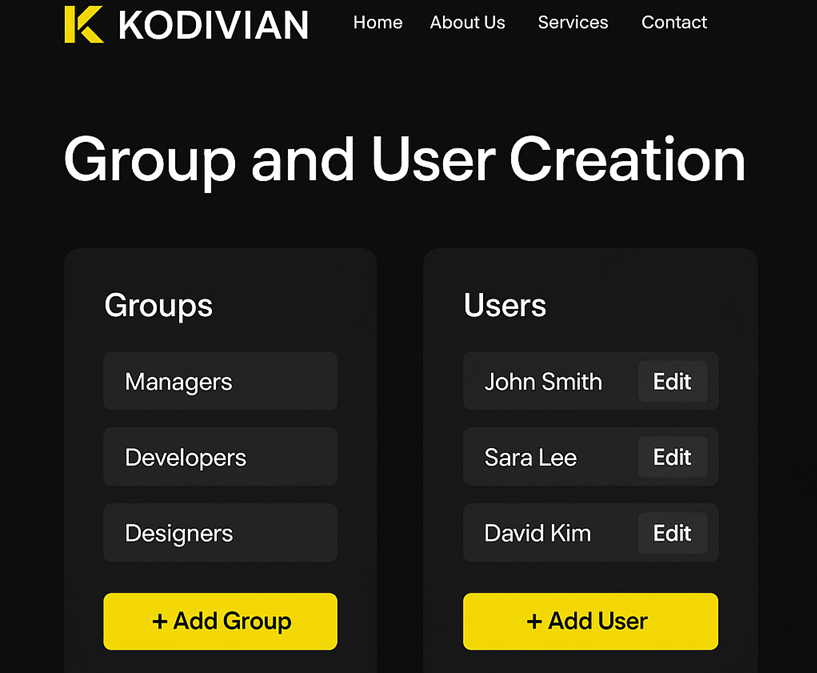 KODIVIAN Home About Us Services Contact
Group and User Creation
Groups
Managers
Developers
Designers
+ Add Group
Users
John Smith Edit
Sara Lee Edit
David Kim Edit
+ Add User